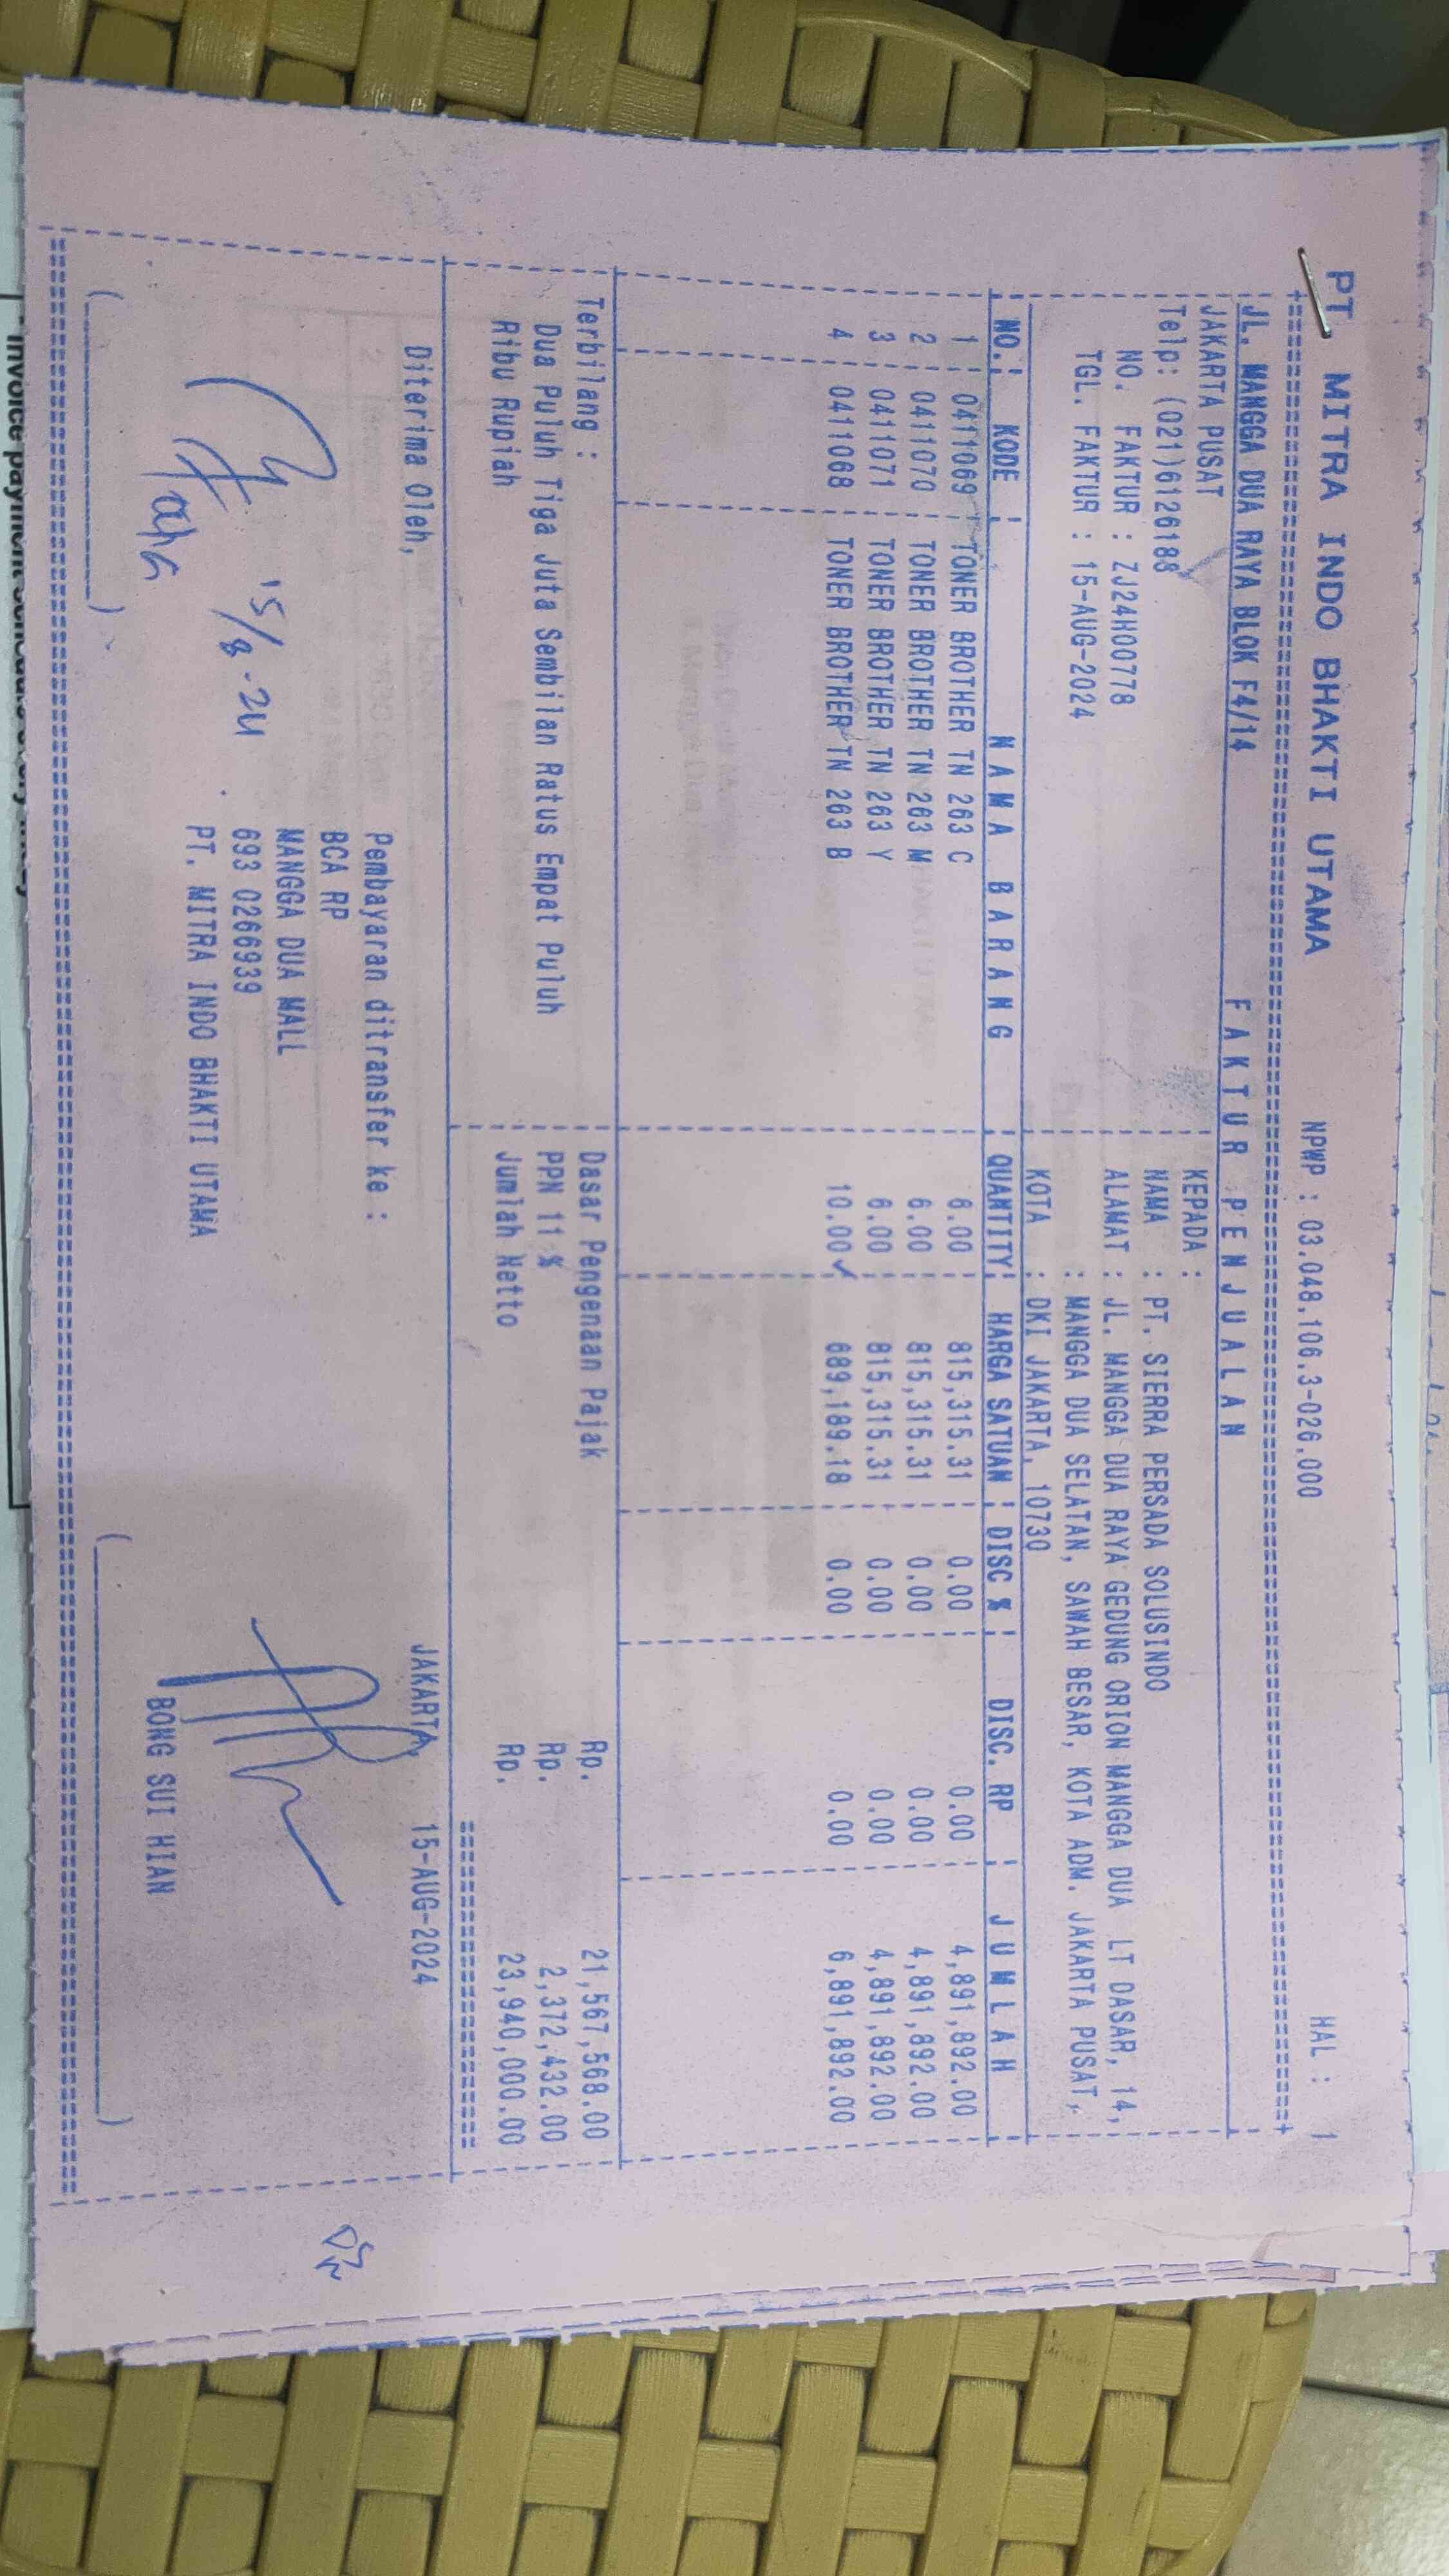 PT. MITRA INDO BHAKTI UTAMA NPWP : 03.048.106.3-026.000 HAL : 1
JL. MANGGA DUA RAYA BLOK F4/14 F A K T U R P E N J U A L A N
JAKARTA PUSAT KEPADA :
Telp: (021)6126188 NAMA : PT. SIERRA PERSADA SOLUSINDO
NO. FAKTUR : ZJ24H00778 ALAMAT : JL. MANGGA DUA RAYA GEDUNG ORION MANGGA DUA LT DASAR, 14,
TGL. FAKTUR : 15-AUG-2024 : MANGGA DUA SELATAN, SAWAH BESAR, KOTA ADM. JAKARTA PUSAT,
KOTA : DKI JAKARTA, 10730
NO. KODE N A M A B A R A N G QUANTITY HARGA SATUAN DISC % DISC. RP J U M L A H
1 0411069 TONER BROTHER TN 263 C 6.00 815,315.31 0.00 0.00 4,891,892.00
2 0411070 TONER BROTHER TN 263 M 6.00 815,315.31 0.00 0.00 4,891,892.00
3 0411071 TONER BROTHER TN 263 Y 6.00 815,315.31 0.00 0.00 4,891,892.00
4 0411068 TONER BROTHER TN 263 B 10.00 689,189.18 0.00 0.00 6,891,892.00
Terbilang : Dasar Pengenaan Pajak Rp. 21,567,568.00
Dua Puluh Tiga Juta Sembilan Ratus Empat Puluh PPN 11 % Rp. 2,372,432.00
Ribu Rupiah Jumlah Netto Rp. 23,940,000.00
Diterima Oleh, JAKARTA, 15-AUG-2024
Pembayaran ditransfer ke :
BCA RP
MANGGA DUA MALL
15/8-24 693 0266939
PT. MITRA INDO BHAKTI UTAMA
BONG SUI HIAN